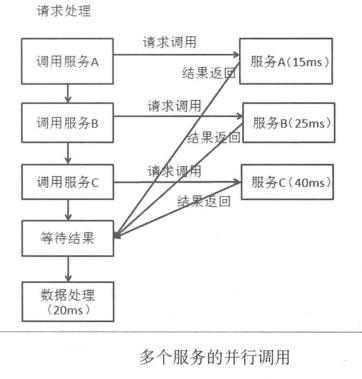 请求处理
请求调用
调用服务A
服务A(15ms)
结果返回
请求调用
调用服务B
服务B(25ms)
结果返回
请求调用
调用服务C
服务C(40ms)
结果返回
等待结果
数据处理
(20ms)
多个服务的并行调用